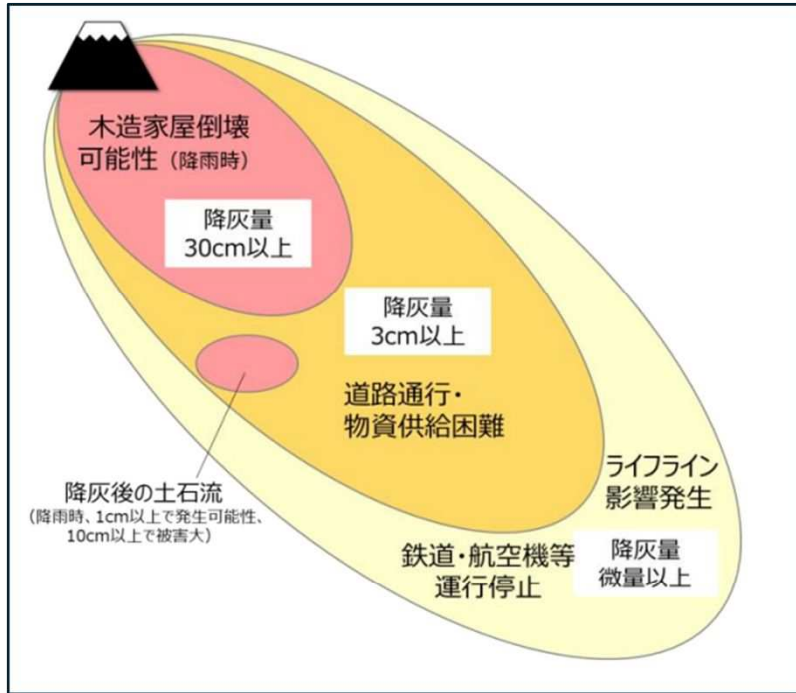 木造家屋倒壊
可能性（降雨時）
降灰量
30cm以上
降灰量
3cm以上
道路通行・
物資供給困難
降灰後の土石流
（降雨時、1cm以上で発生可能性、
10cm以上で被害大）
ライフライン
影響発生
鉄道・航空機等
運行停止
降灰量
微量以上